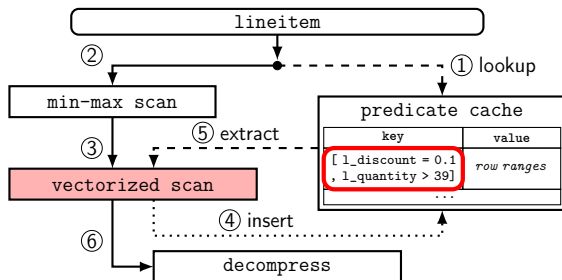 lineitem
②
① lookup
min-max scan
predicate cache
⑤ extract
key
value
③
[ l_discount = 0.1
, l_quantity > 39]
row ranges
vectorized scan
...
④ insert
⑥
decompress